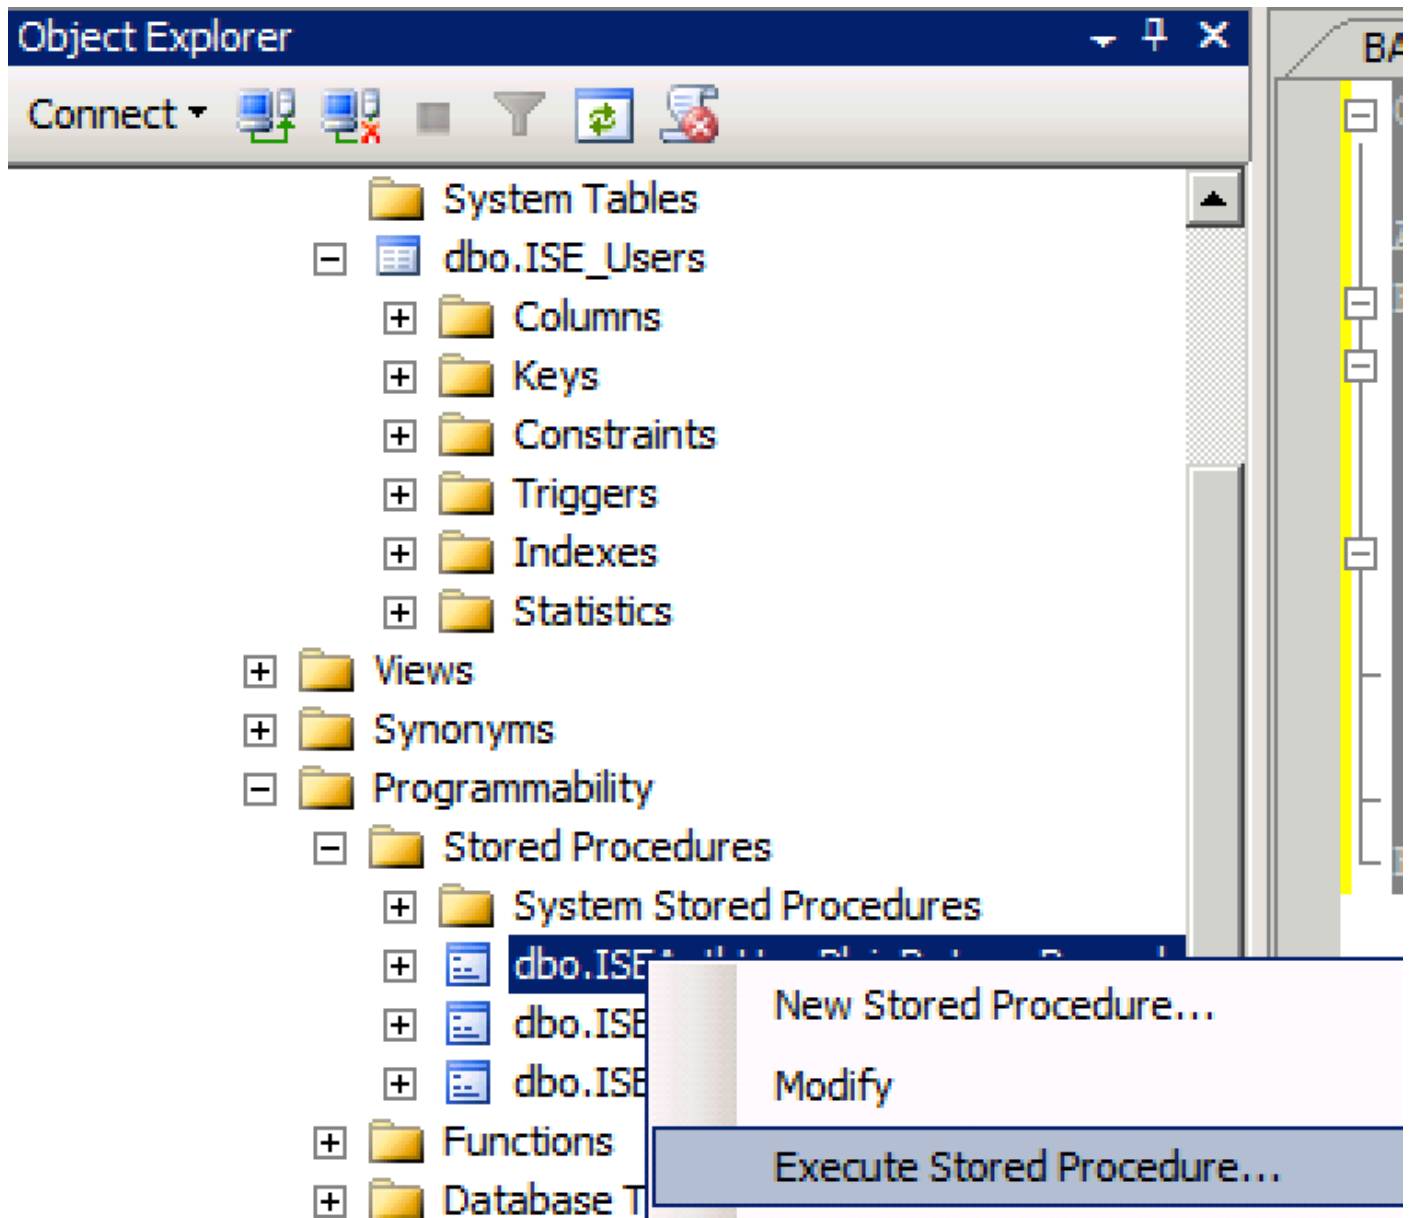 Object Explorer
Connect
System Tables
dbo.ISE_Users
Columns
Keys
Constraints
Triggers
Indexes
Statistics
Views
Synonyms
Programmability
Stored Procedures
System Stored Procedures
dbo.ISE
dbo.ISE
dbo.ISE
Functions
Database T
New Stored Procedure...
Modify
Execute Stored Procedure...
BA